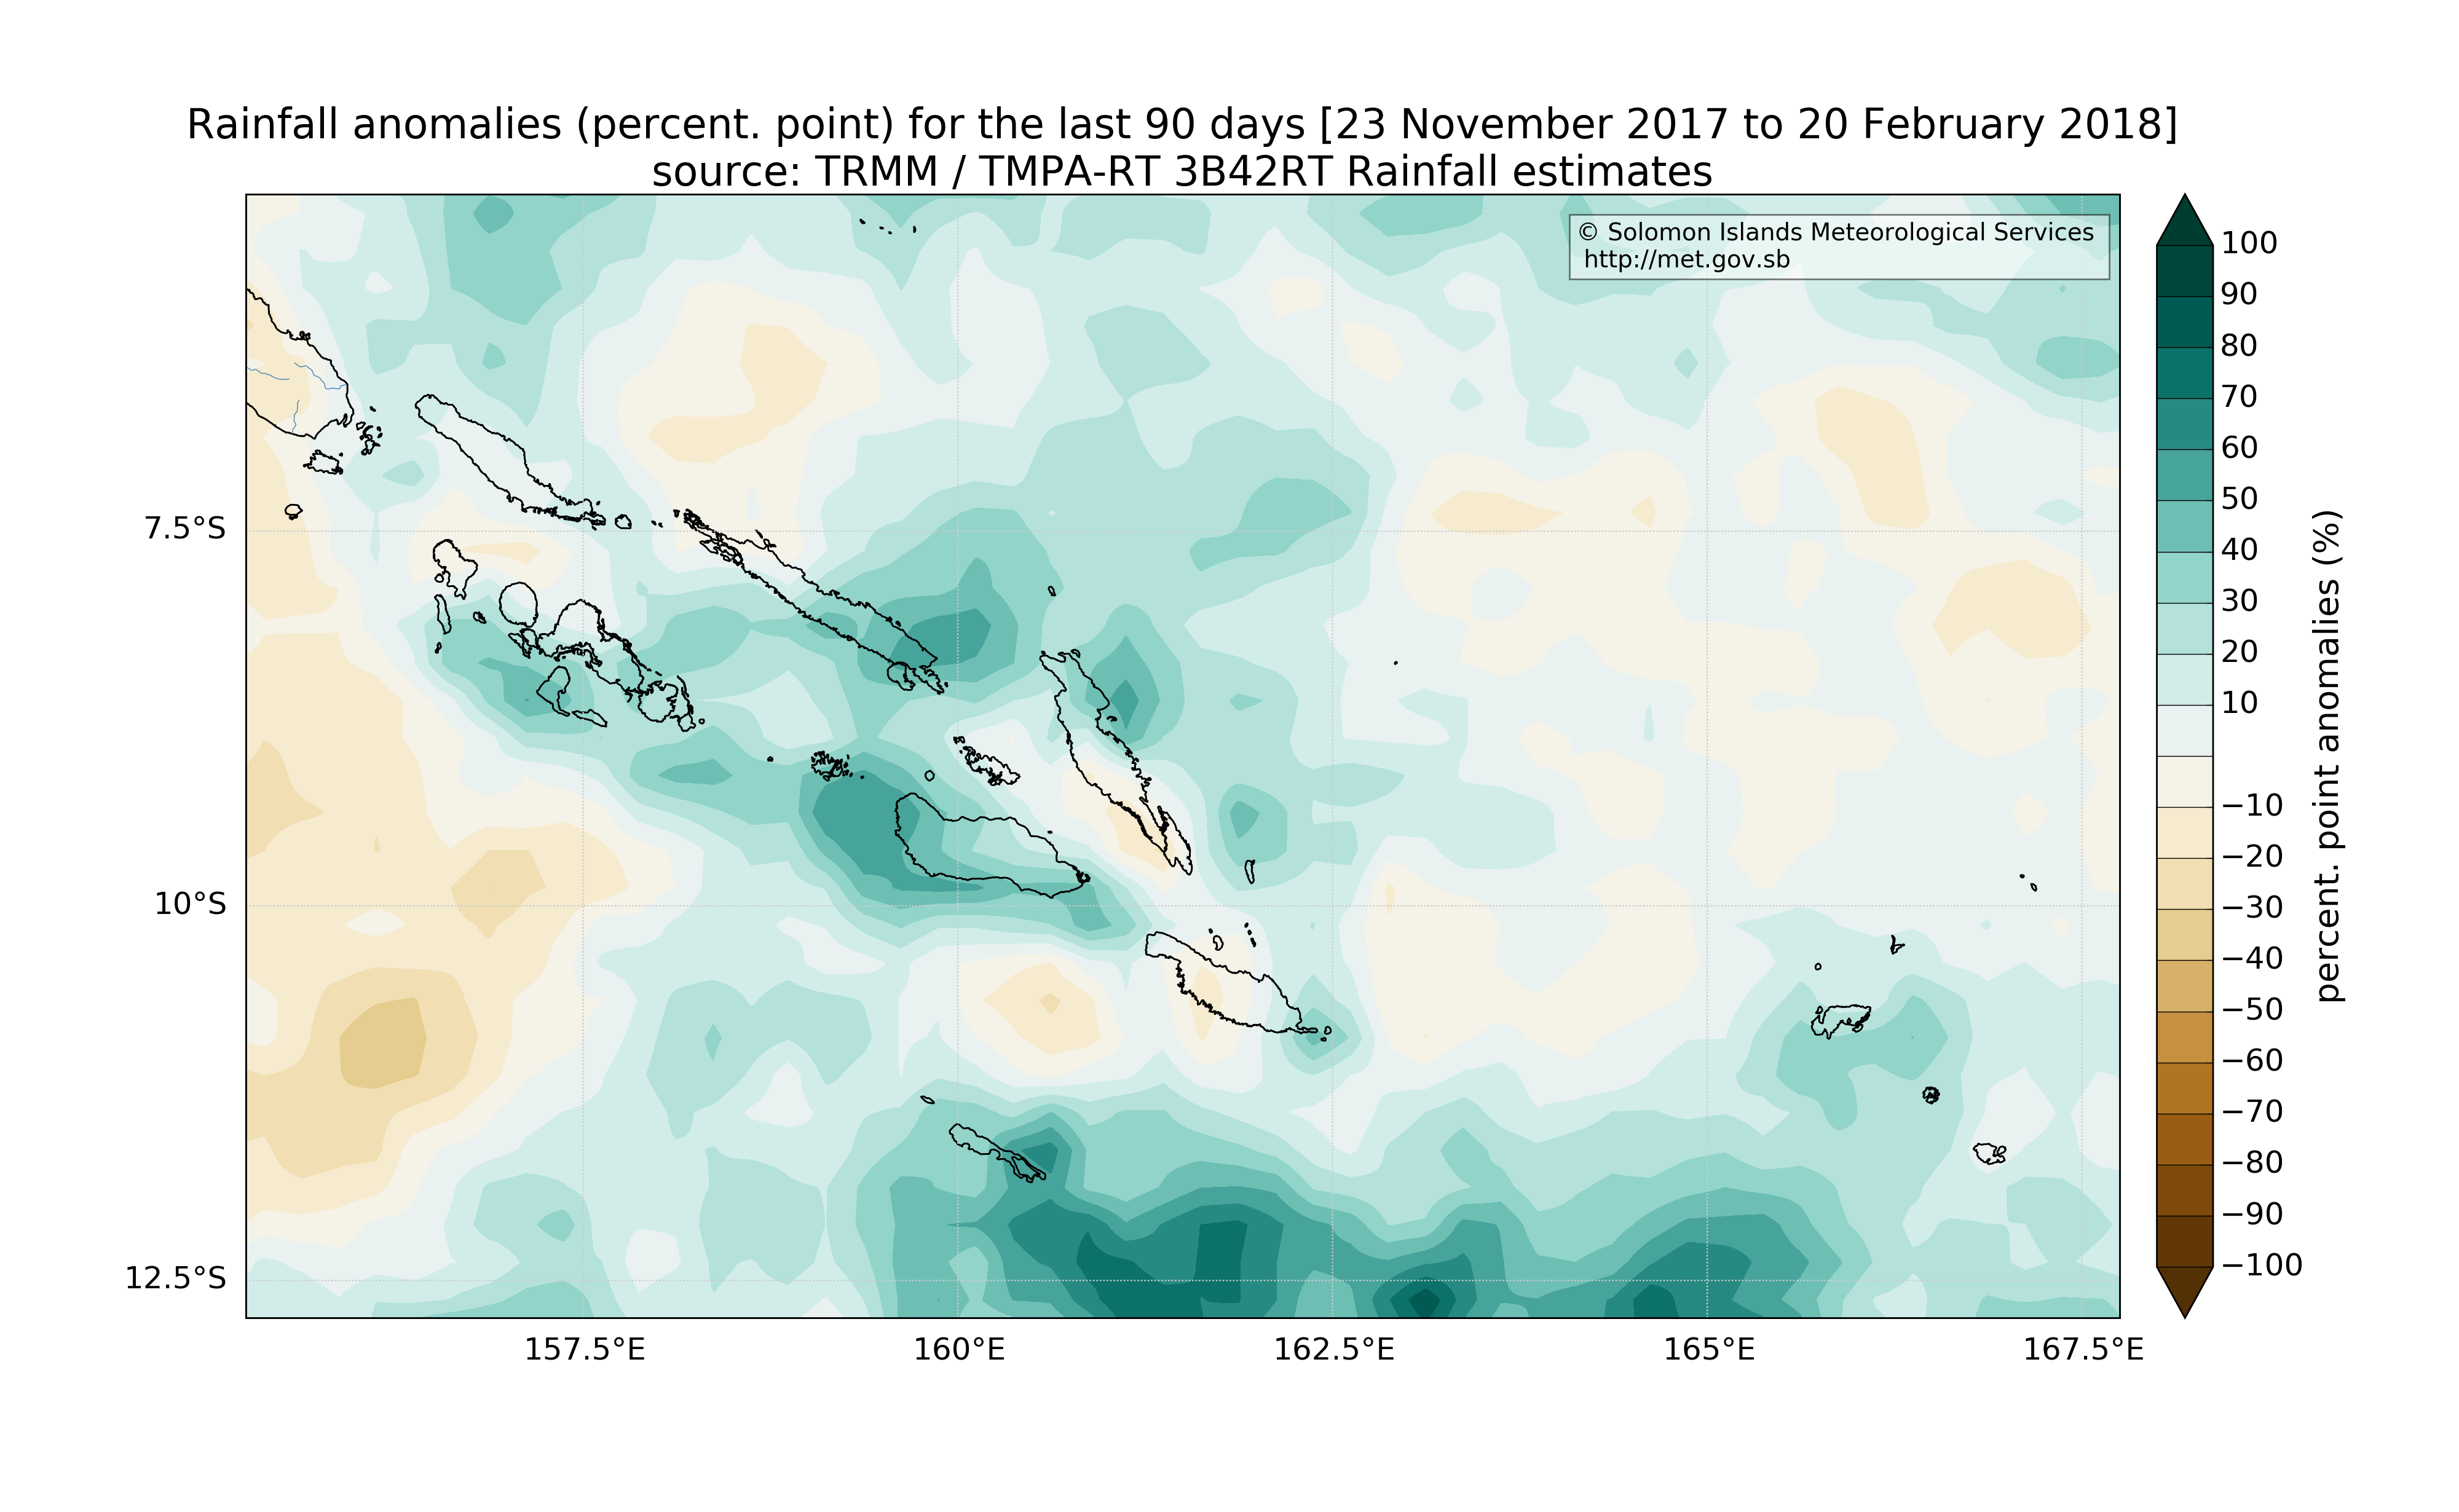 Rainfall anomalies (percent. point) for the last 90 days [23 November 2017 to 20 February 2018]
source: TRMM / TMPA-RT 3B42RT Rainfall estimates
© Solomon Islands Meteorological Services
http://met.gov.sb
7.5°S
10°S
12.5°S
157.5°E
160°E
162.5°E
165°E
167.5°E
100
90
80
70
60
50
40
30
20
10
−10
−20
−30
−40
−50
−60
−70
−80
−90
−100
percent. point anomalies (%)